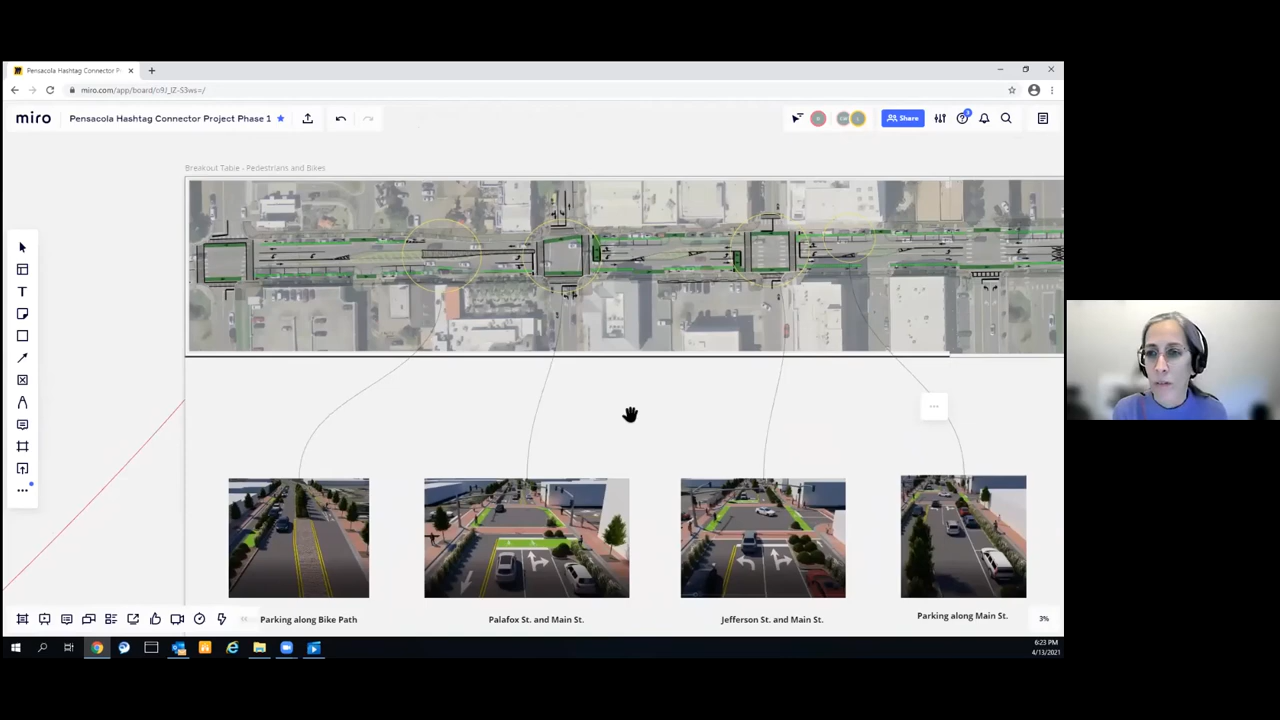 Pensacola Hashtag Connector P
miro.com/app/board/o9J_lZ-S3ws=/
miro
Pensacola Hashtag Connector Project Phase 1
Share
Breakout Table - Pedestrians and Bikes
T
Parking along Bike Path
Palafox St. and Main St.
Jefferson St. and Main St.
Parking along Main St.
3%
6:23 PM
4/13/2021